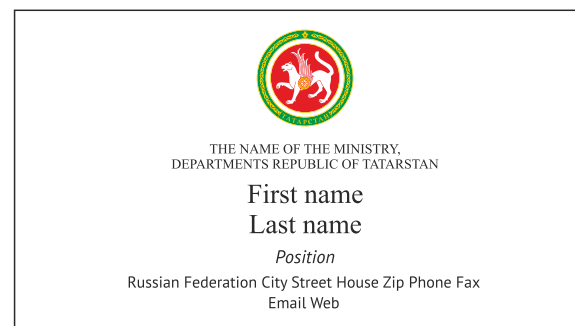 ТАТАРСТАН
THE NAME OF THE MINISTRY,
DEPARTMENTS REPUBLIC OF TATARSTAN
First name
Last name
Position
Russian Federation City Street House Zip Phone Fax
Email Web